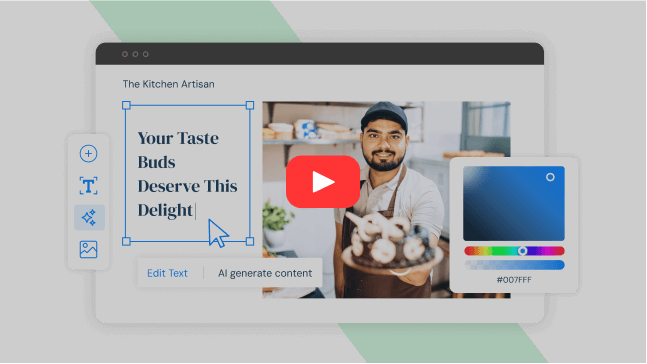 The Kitchen Artisan
Your Taste
Buds
Deserve This
Delight
T
Edit Text
AI generate content
#007FFF